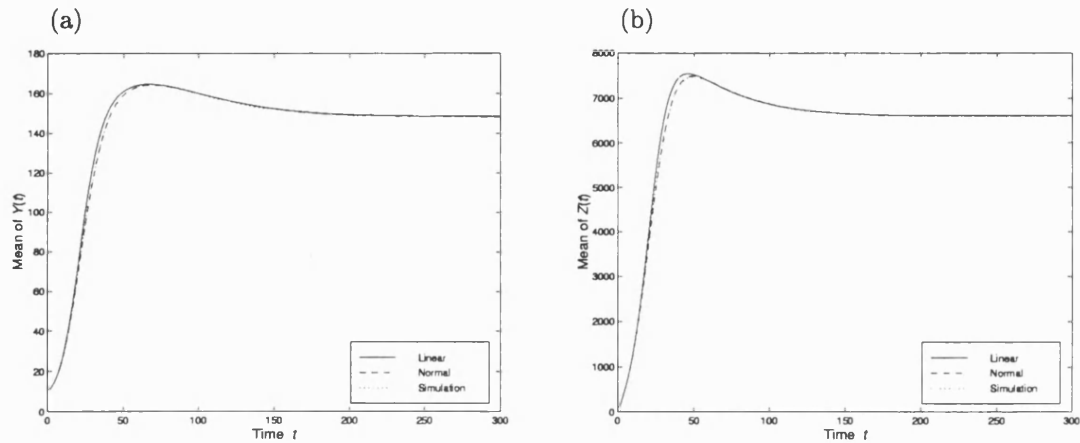 (a)
180
160
140
120
100
80
60
40
20
0
Mean of Y(t)
0 50 100 150 200 250 300
Time t
Linear
Normal
Simulation
(b)
8000
7000
6000
5000
4000
3000
2000
1000
0
Mean of Z(t)
0 50 100 150 200 250 300
Time t
Linear
Normal
Simulation